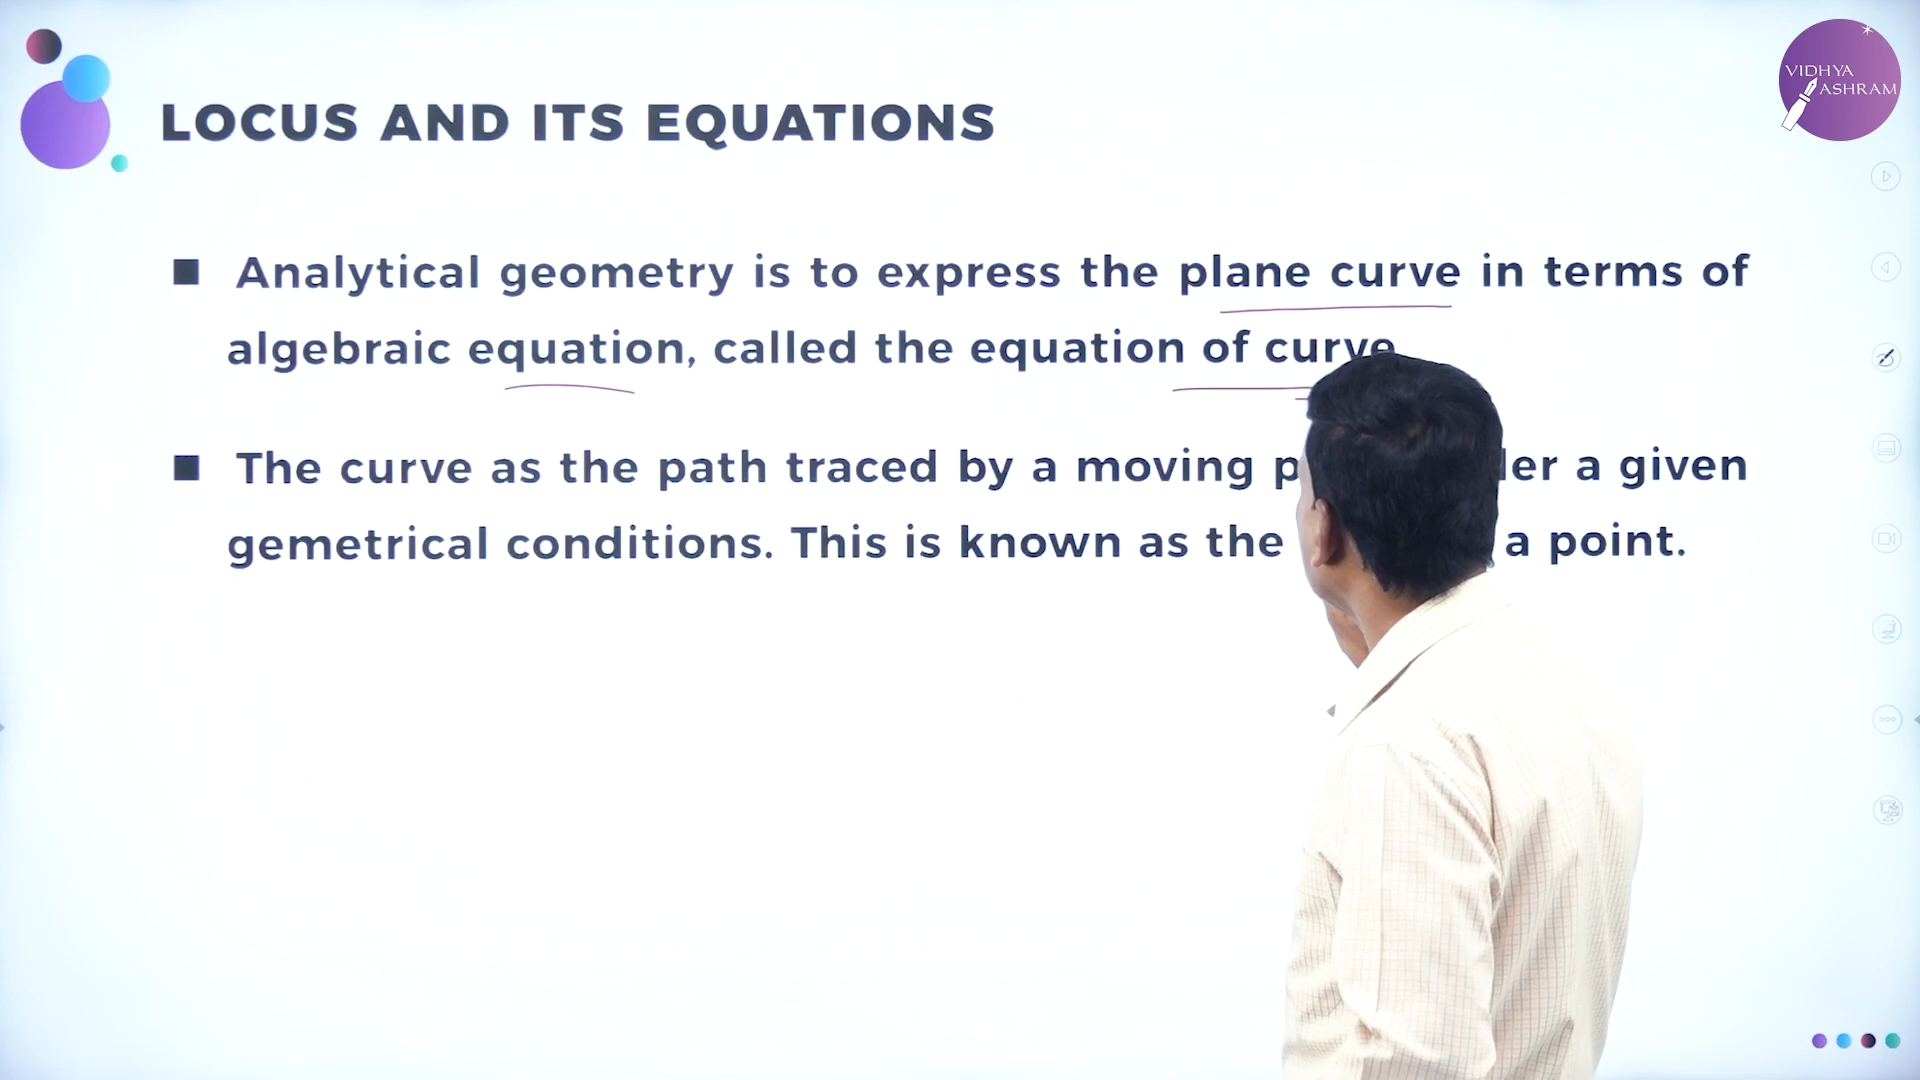 VIDHYA
ASHRAM
LOCUS AND ITS EQUATIONS
■ Analytical geometry is to express the plane curve in terms of
algebraic equation, called the equation of curve
■ The curve as the path traced by a moving a given
gemetrical conditions. This is known as the a point.